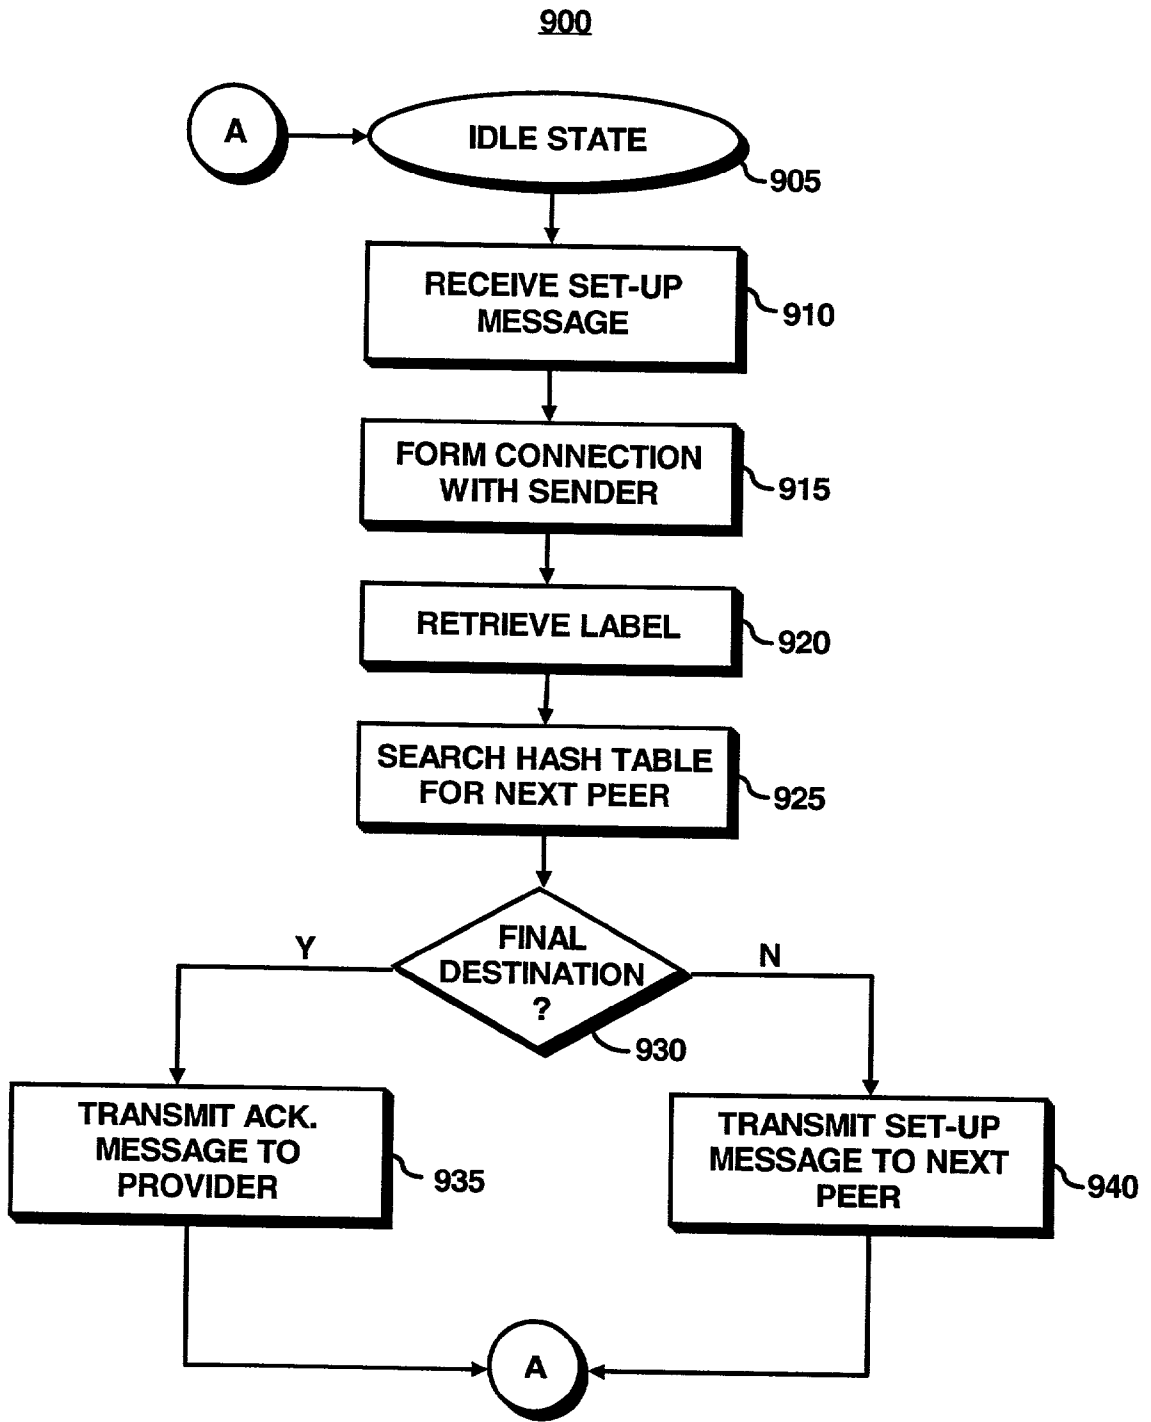 900
A
IDLE STATE
905
RECEIVE SET-UP
MESSAGE
910
FORM CONNECTION
WITH SENDER
915
RETRIEVE LABEL
920
SEARCH HASH TABLE
FOR NEXT PEER
925
FINAL
DESTINATION
?
930
Y
N
TRANSMIT ACK.
MESSAGE TO
PROVIDER
935
TRANSMIT SET-UP
MESSAGE TO NEXT
PEER
940
A